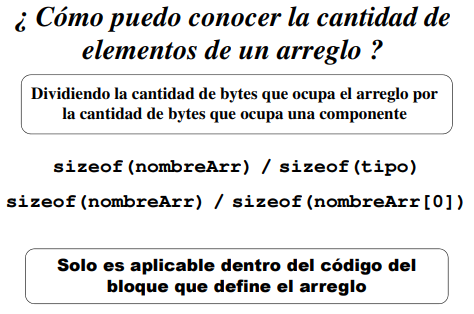 ¿ Cómo puedo conocer la cantidad de
elementos de un arreglo ?
Dividiendo la cantidad de bytes que ocupa el arreglo por
la cantidad de bytes que ocupa una componente
sizeof(nombreArr) / sizeof(tipo)
sizeof(nombreArr) / sizeof(nombreArr[0])
Solo es aplicable dentro del código del
bloque que define el arreglo